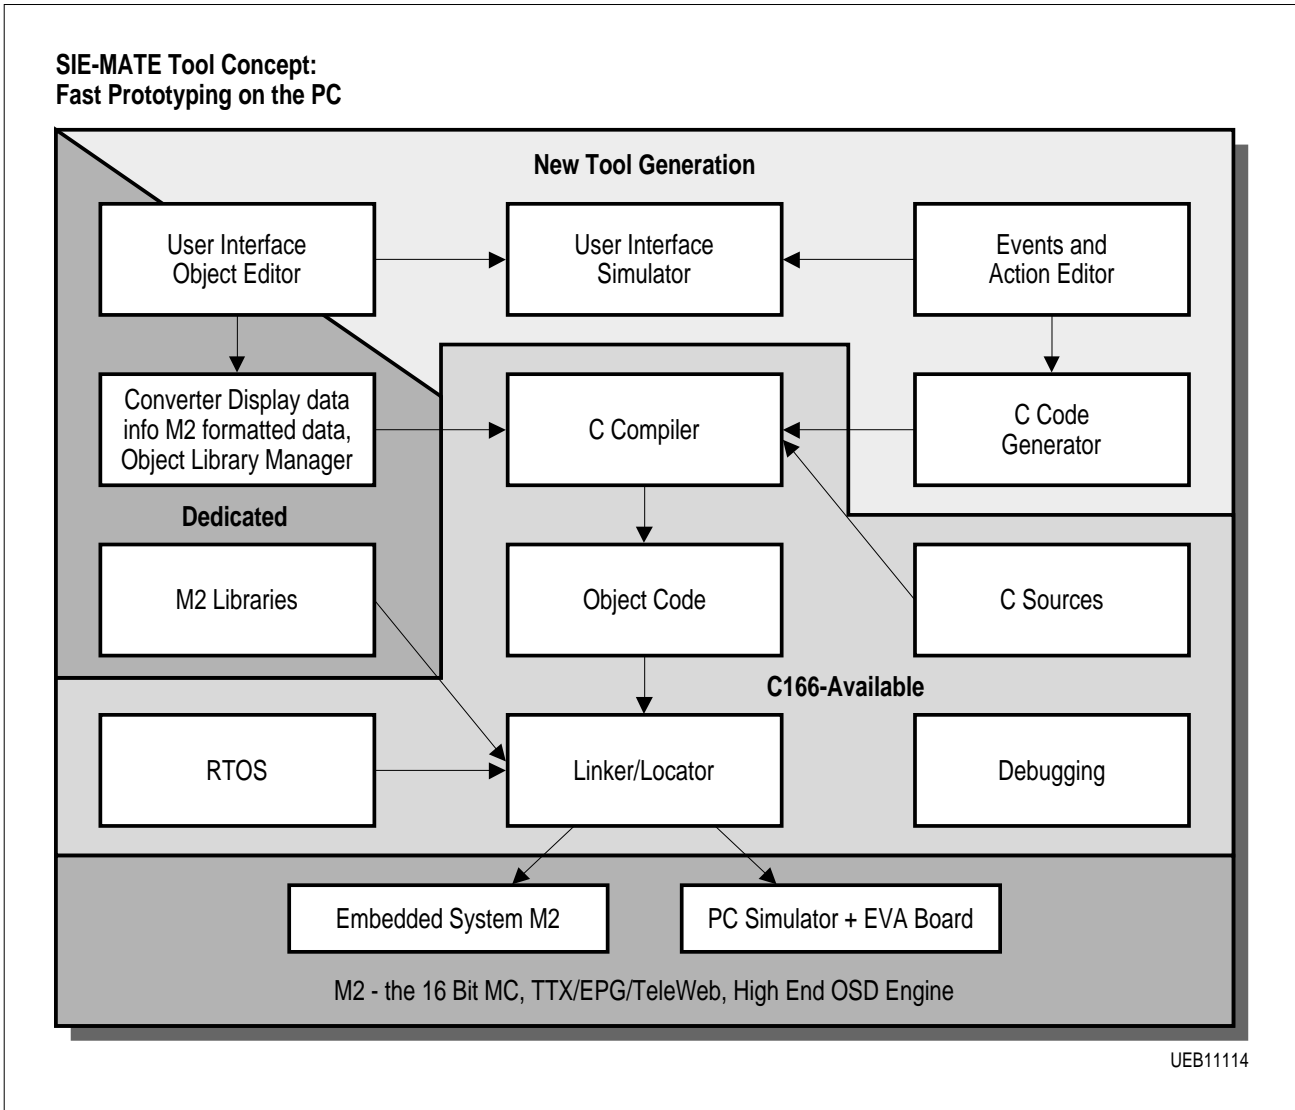 SIE-MATE Tool Concept:
Fast Prototyping on the PC
New Tool Generation
User Interface
Object Editor
User Interface
Simulator
Events and
Action Editor
Converter Display data
info M2 formatted data,
Object Library Manager
C Compiler
C Code
Generator
Dedicated
M2 Libraries
Object Code
C Sources
C166-Available
RTOS
Linker/Locator
Debugging
Embedded System M2
PC Simulator + EVA Board
M2 - the 16 Bit MC, TTX/EPG/TeleWeb, High End OSD Engine
UEB11114